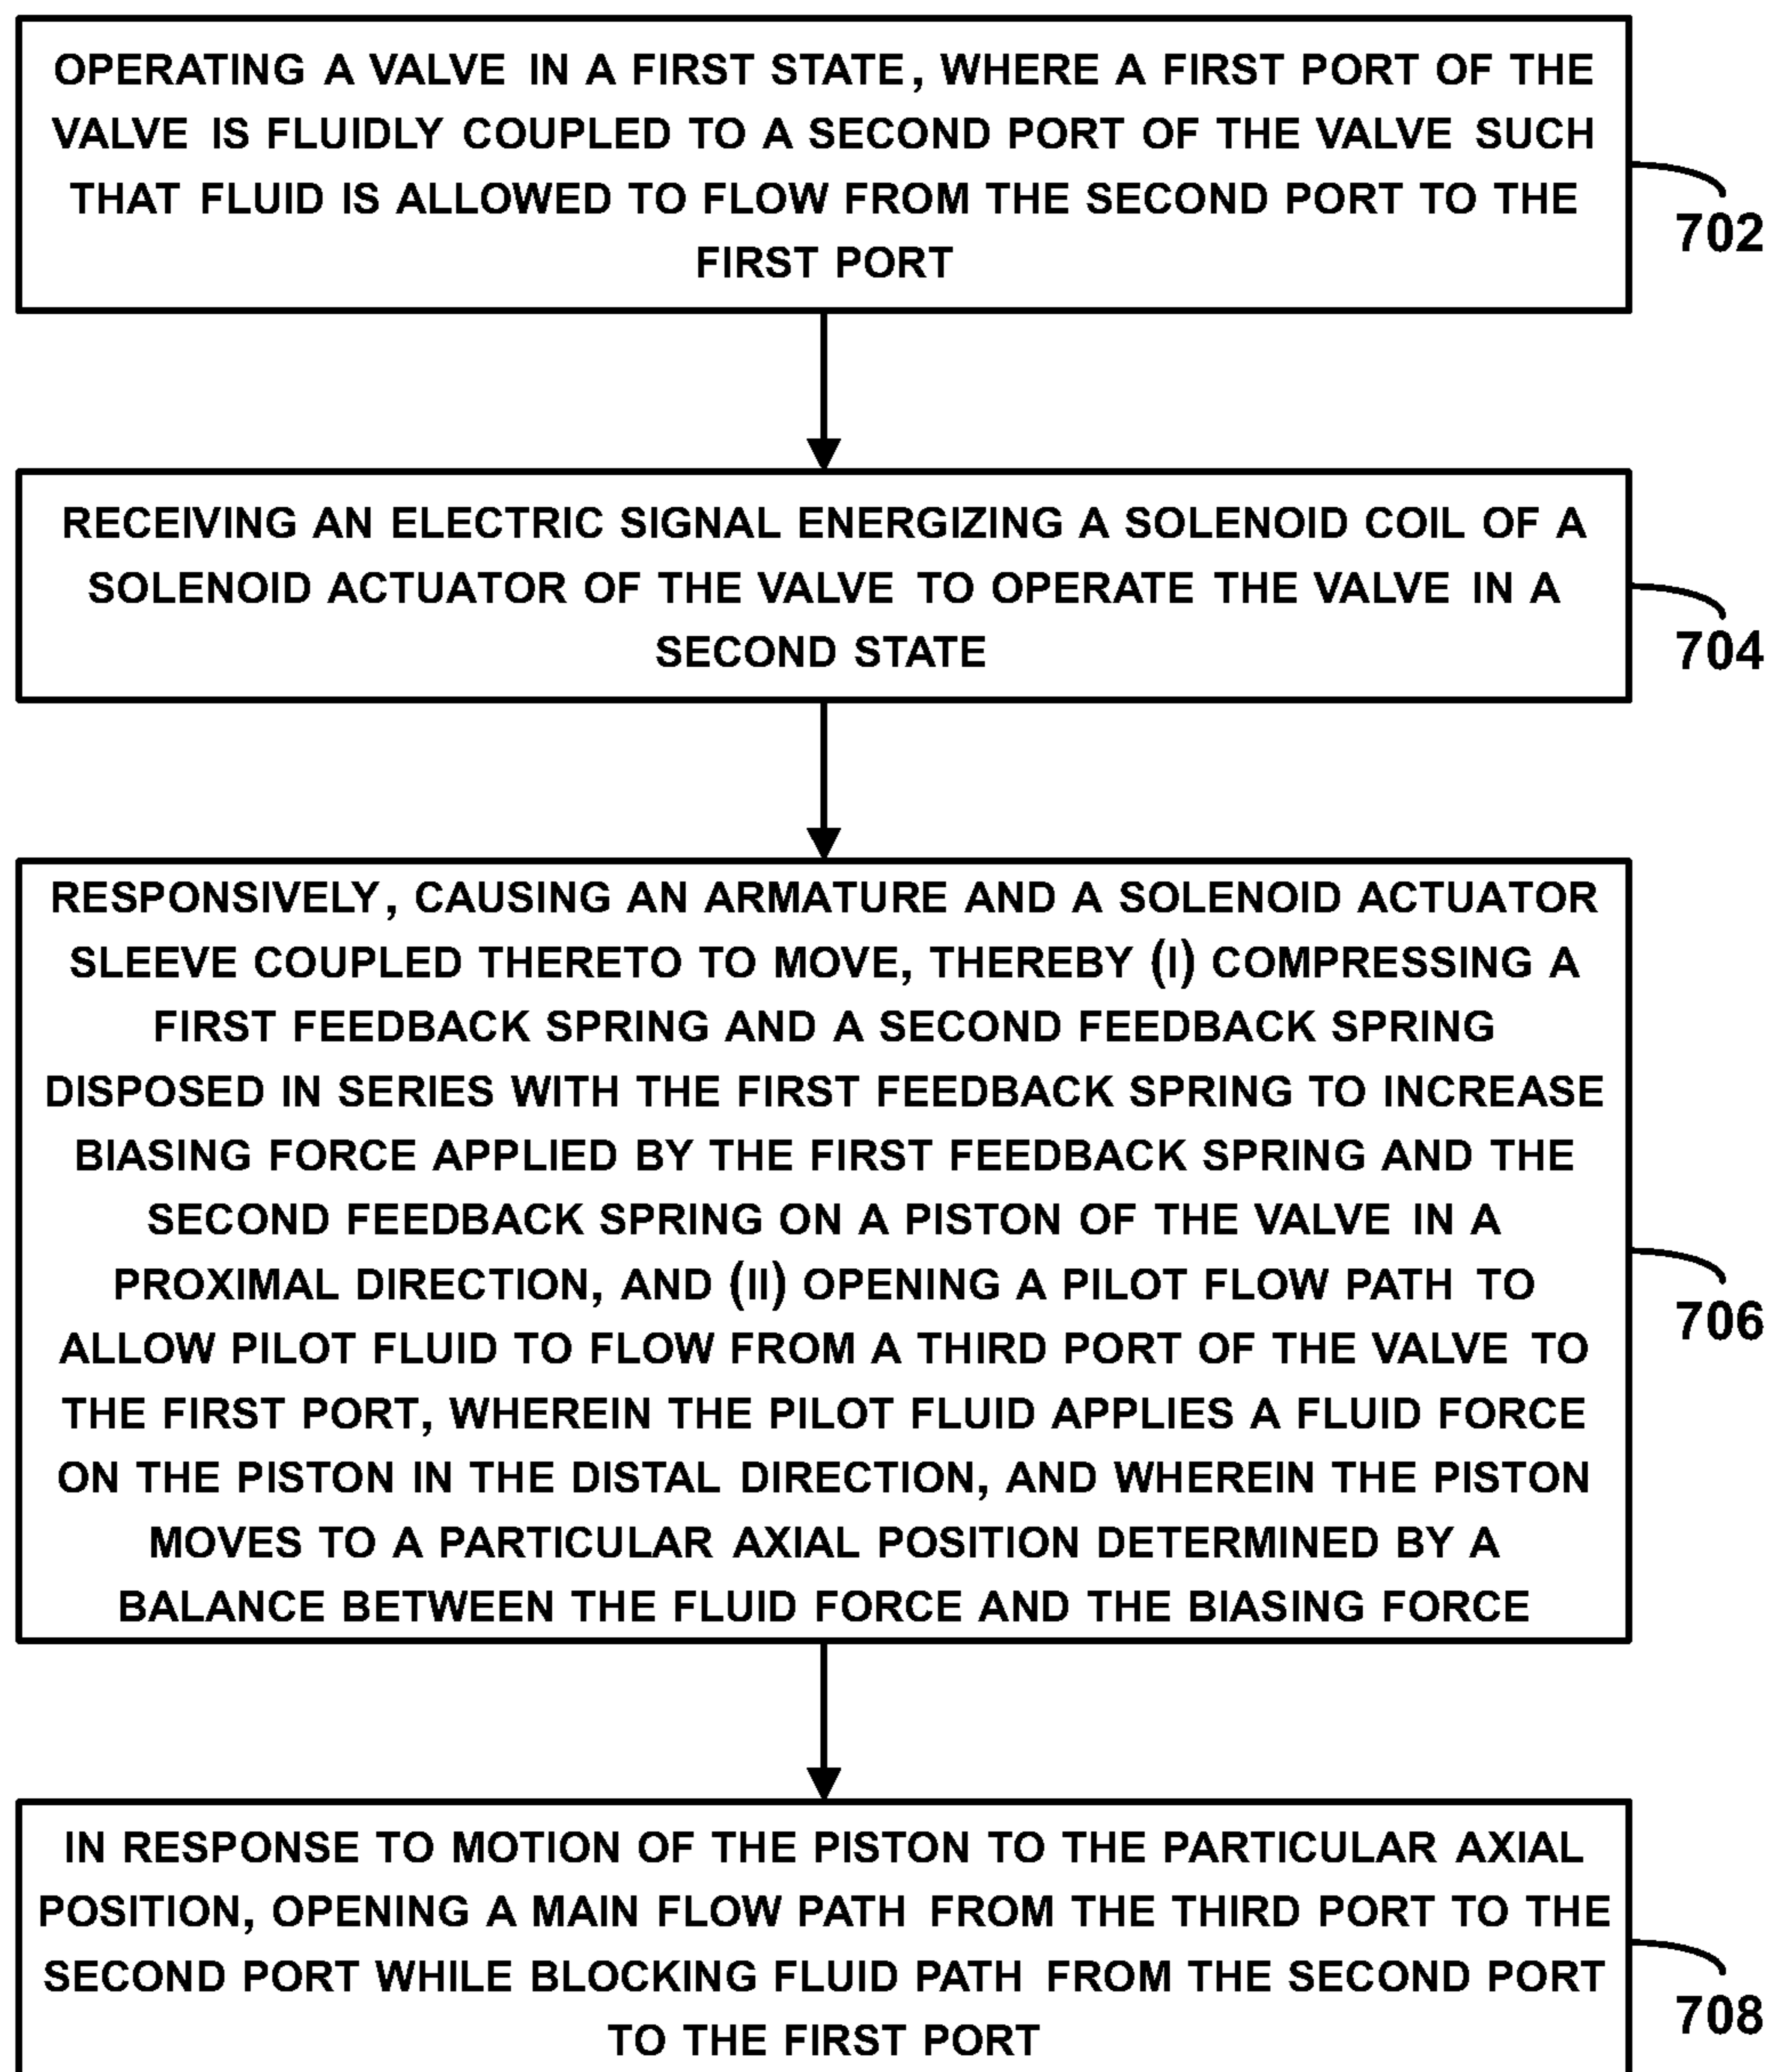 OPERATING A VALVE IN A FIRST STATE, WHERE A FIRST PORT OF THE
VALVE IS FLUIDLY COUPLED TO A SECOND PORT OF THE VALVE SUCH
THAT FLUID IS ALLOWED TO FLOW FROM THE SECOND PORT TO THE
FIRST PORT
702
RECEIVING AN ELECTRIC SIGNAL ENERGIZING A SOLENOID COIL OF A
SOLENOID ACTUATOR OF THE VALVE TO OPERATE THE VALVE IN A
SECOND STATE
704
RESPONSIVELY, CAUSING AN ARMATURE AND A SOLENOID ACTUATOR
SLEEVE COUPLED THERETO TO MOVE, THEREBY (I) COMPRESSING A
FIRST FEEDBACK SPRING AND A SECOND FEEDBACK SPRING
DISPOSED IN SERIES WITH THE FIRST FEEDBACK SPRING TO INCREASE
BIASING FORCE APPLIED BY THE FIRST FEEDBACK SPRING AND THE
SECOND FEEDBACK SPRING ON A PISTON OF THE VALVE IN A
PROXIMAL DIRECTION, AND (II) OPENING A PILOT FLOW PATH TO
ALLOW PILOT FLUID TO FLOW FROM A THIRD PORT OF THE VALVE TO
THE FIRST PORT, WHEREIN THE PILOT FLUID APPLIES A FLUID FORCE
ON THE PISTON IN THE DISTAL DIRECTION, AND WHEREIN THE PISTON
MOVES TO A PARTICULAR AXIAL POSITION DETERMINED BY A
BALANCE BETWEEN THE FLUID FORCE AND THE BIASING FORCE
706
IN RESPONSE TO MOTION OF THE PISTON TO THE PARTICULAR AXIAL
POSITION, OPENING A MAIN FLOW PATH FROM THE THIRD PORT TO THE
SECOND PORT WHILE BLOCKING FLUID PATH FROM THE SECOND PORT
TO THE FIRST PORT
708